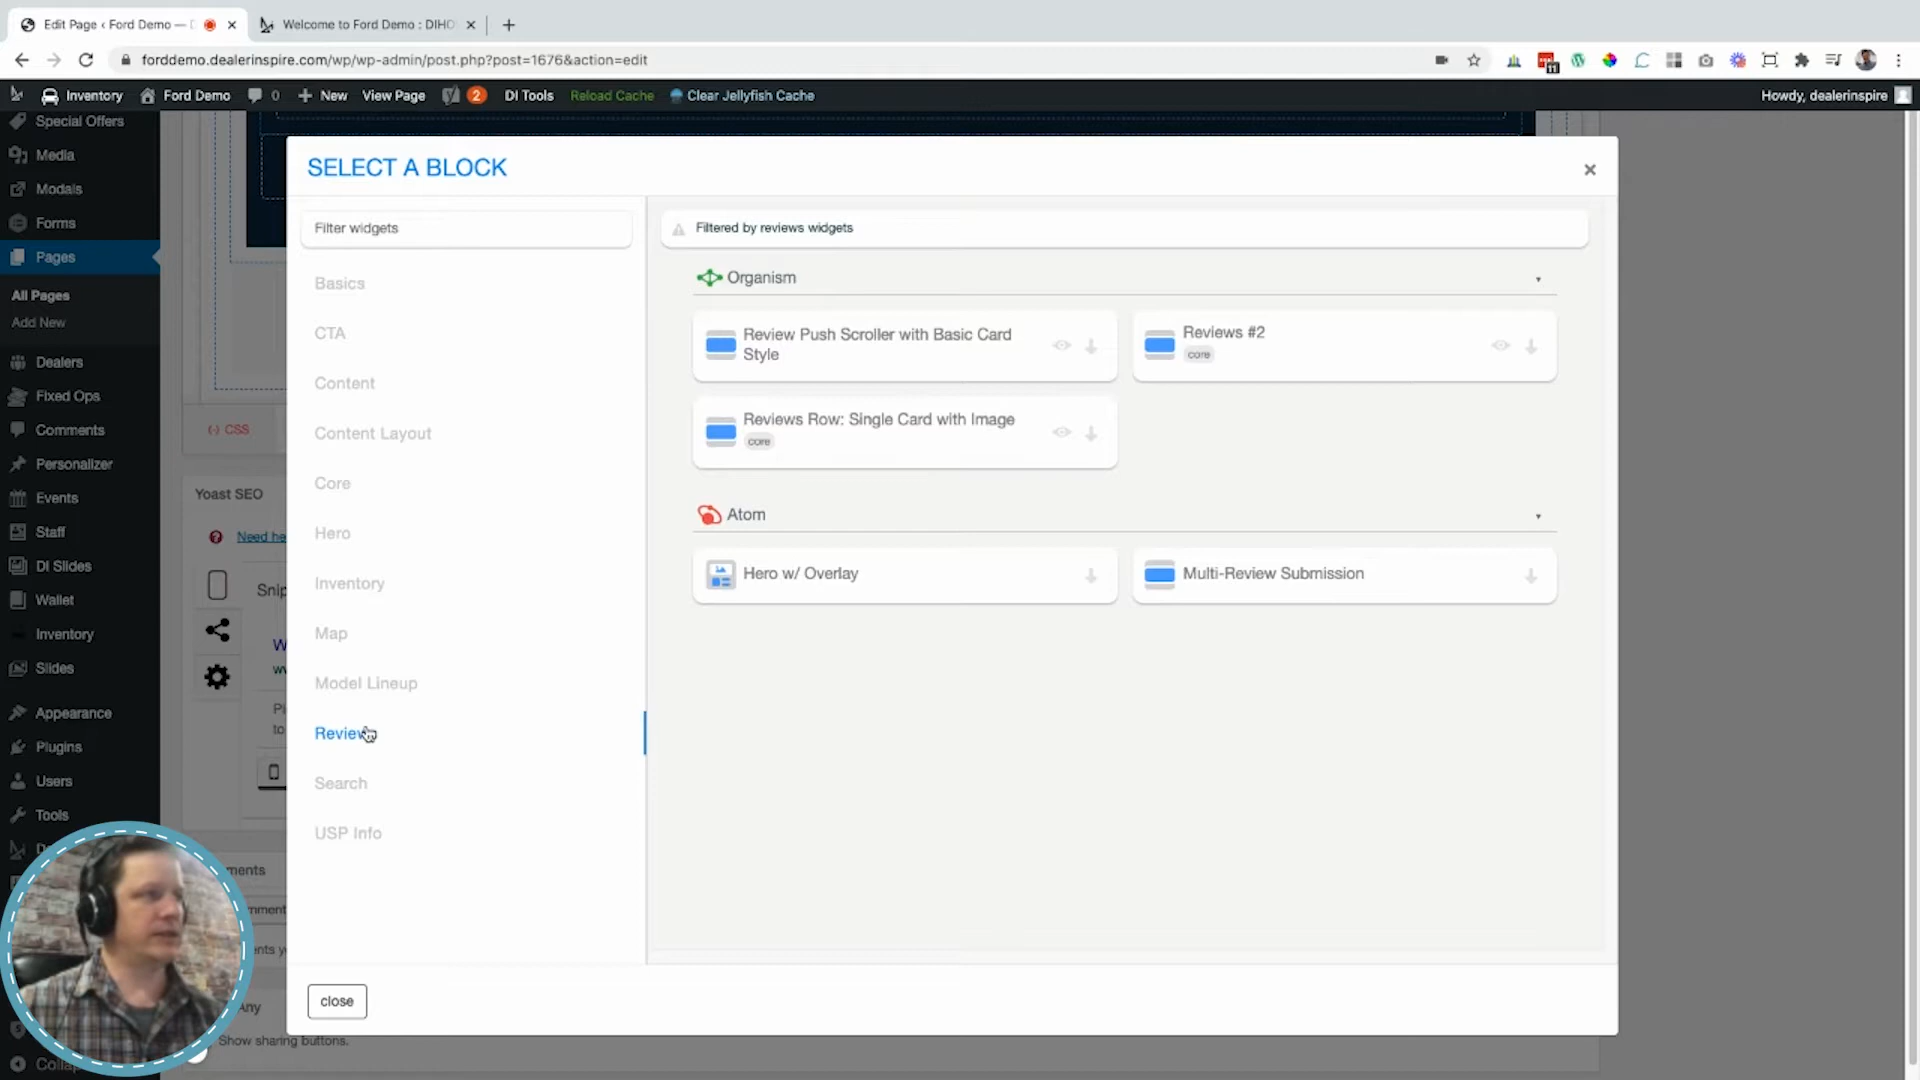 Edit Page ‹ Ford Demo —
Welcome to Ford Demo : DIHD
forddemo.dealerinspire.com/wp/wp-admin/post.php?post=1676&action=edit
11
Inventory
Ford Demo
0
New
View Page
2
DI Tools
Reload Cache
Clear Jellyfish Cache
Howdy, dealerinspire
Special Offers
Media
Modals
Forms
Pages
All Pages
Add New
Dealers
Fixed Ops
Comments
Personalizer
Events
Staff
DI Slides
Wallet
Inventory
Slides
Appearance
Plugins
Users
Tools
CSS
Yoast SEO
Need he
Snip
W
ww
Pl
to
ments
mment
ents y
Any
Show sharing buttons.
SELECT A BLOCK
Filter widgets
Basics
CTA
Content
Content Layout
Core
Hero
Inventory
Map
Model Lineup
Review
Search
USP Info
Filtered by reviews widgets
Organism
Review Push Scroller with Basic Card
Style
Reviews #2
core
Reviews Row: Single Card with Image
core
Atom
Hero w/ Overlay
Multi-Review Submission
close